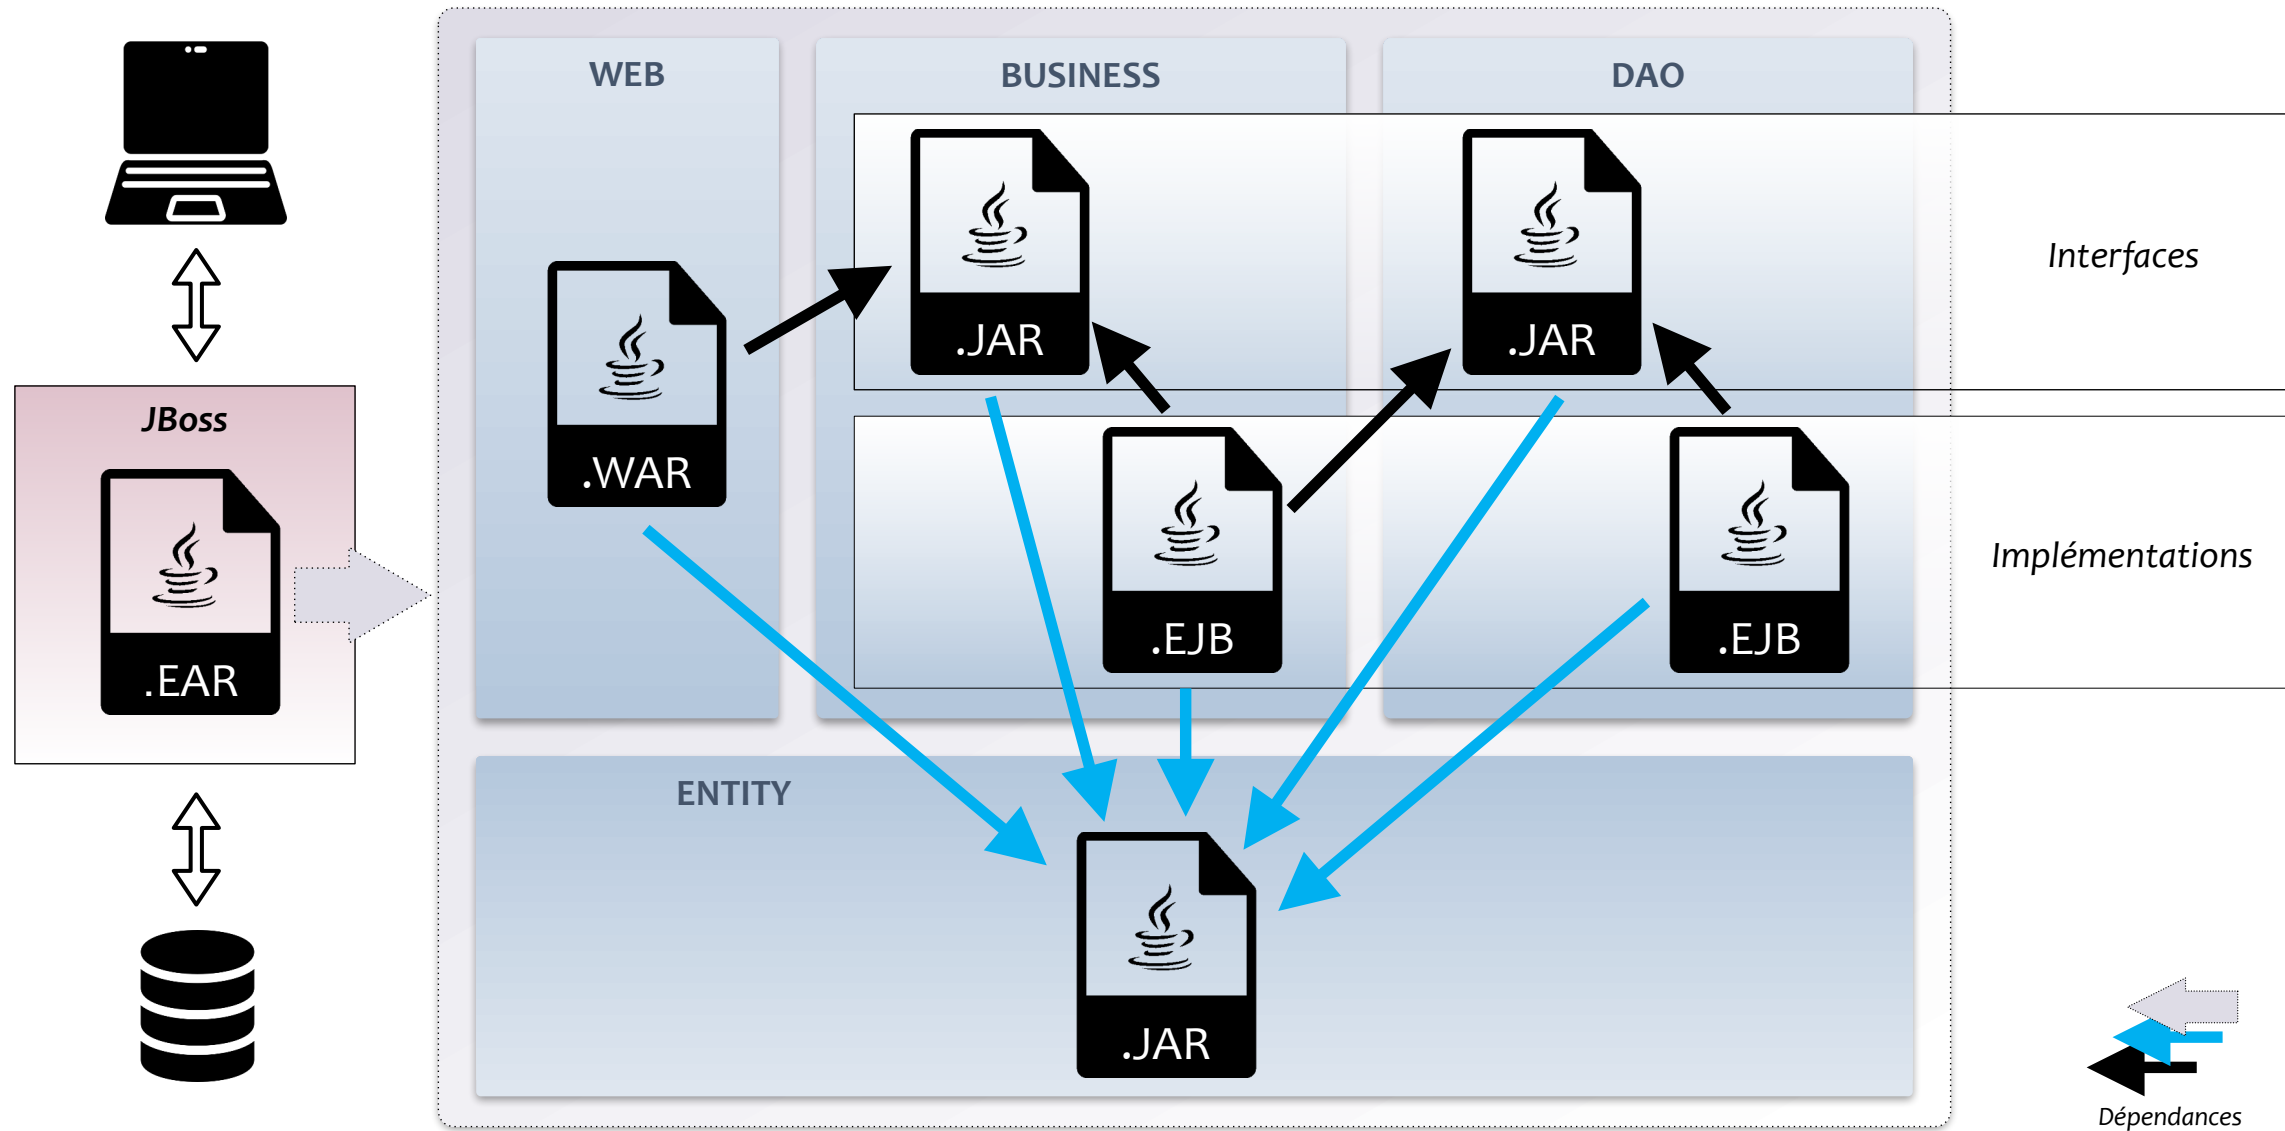 WEB
BUSINESS
DAO
.JAR
.JAR
Interfaces
.WAR
JBoss
.EAR
.EJB
.EJB
Implémentations
ENTITY
.JAR
Dépendances